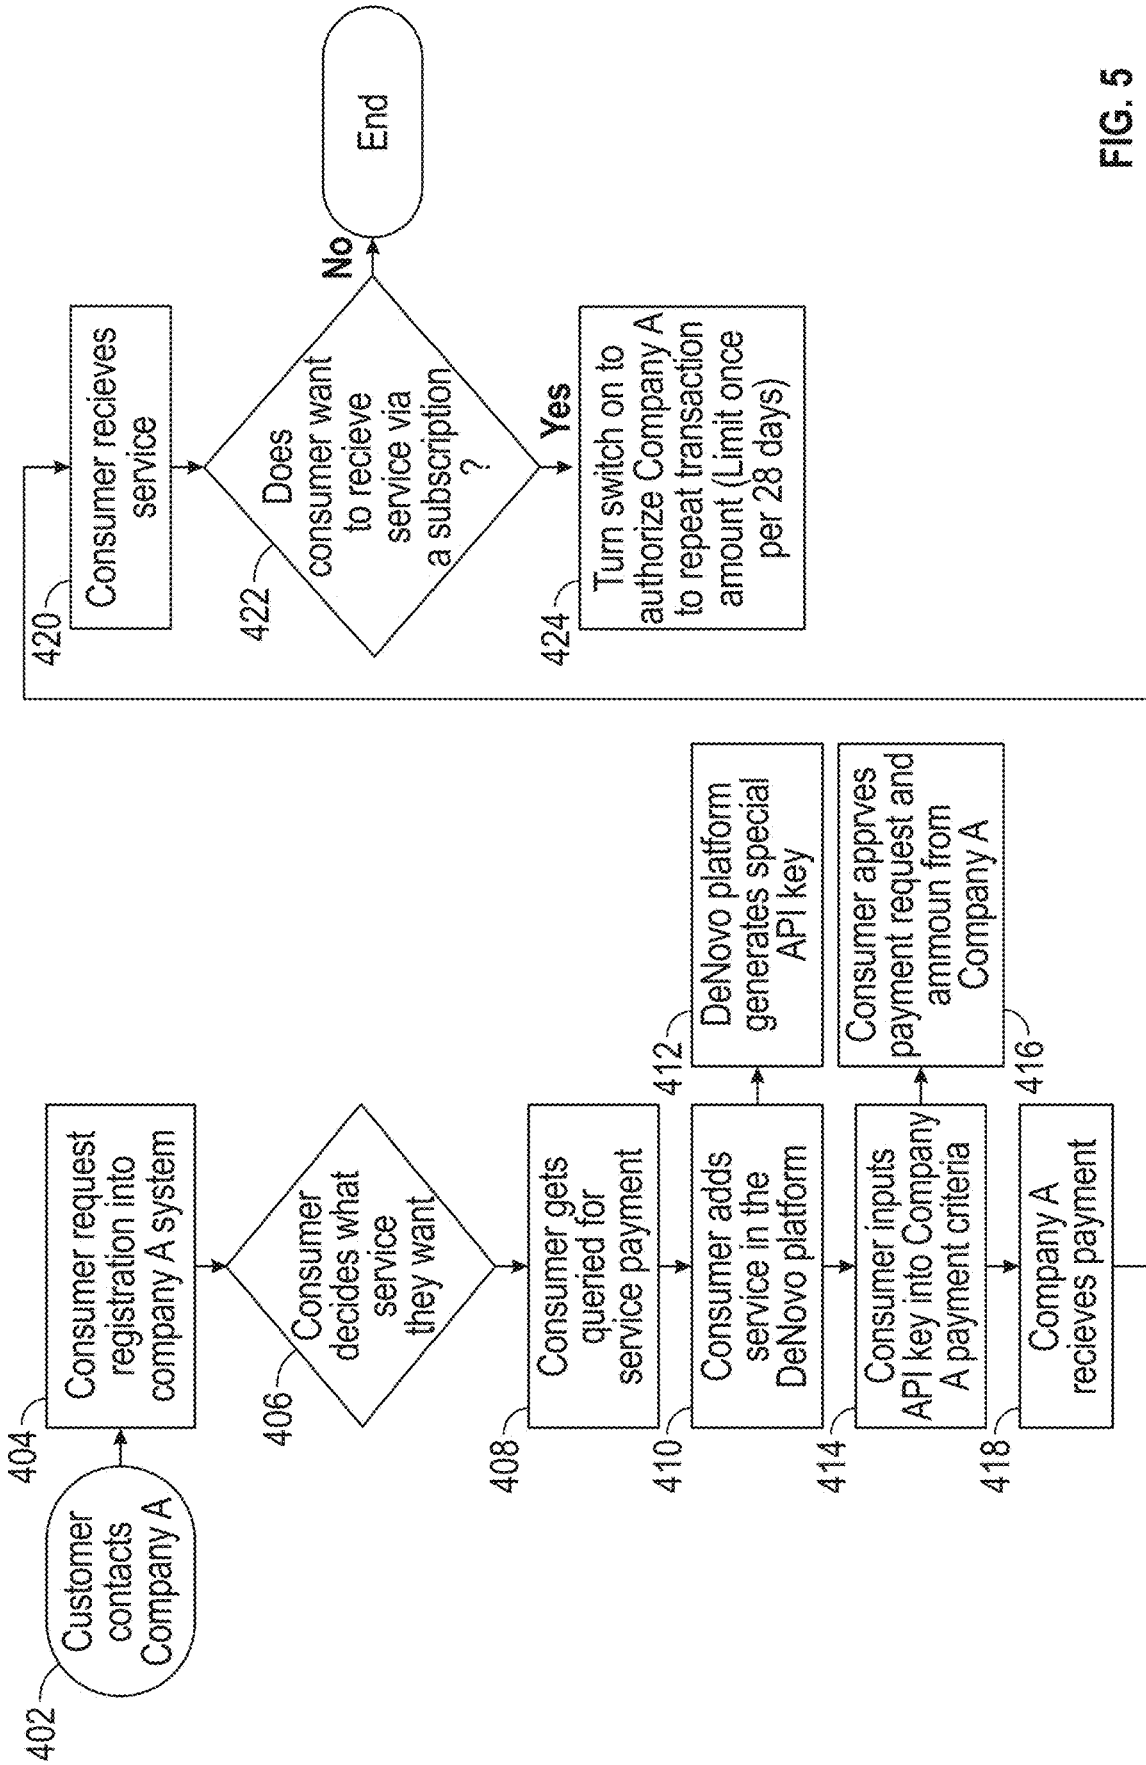 402
Customer
contacts
Company A
404
Consumer request
registration into
company A system
406
Consumer
decides what
service
they want
408
Consumer gets
queried for
service payment
410
Consumer adds
service in the
DeNovo platform
412
DeNovo platform
generates special
API key
414
Consumer inputs
API key into Company
A payment criteria
Consumer apprves
payment request and
ammoun from
Company A
416
418
Company A
recieves payment
420
Consumer recieves
service
422
Does
consumer want
to recieve
service via
a subscription
?
No
End
Yes
424
Turn switch on to
authorize Company A
to repeat transaction
amount (Limit once
per 28 days)
FIG. 5